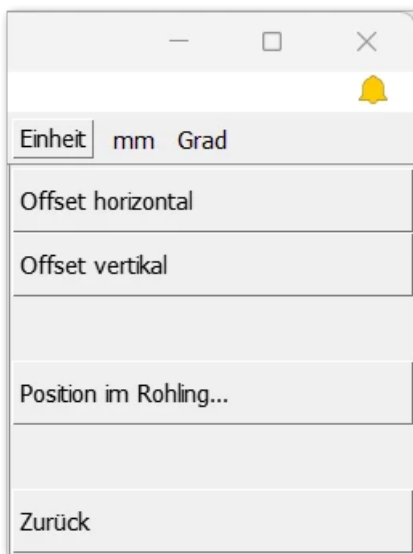 Einheit mm Grad
Offset horizontal
Offset vertikal
Position im Rohling...
Zurück